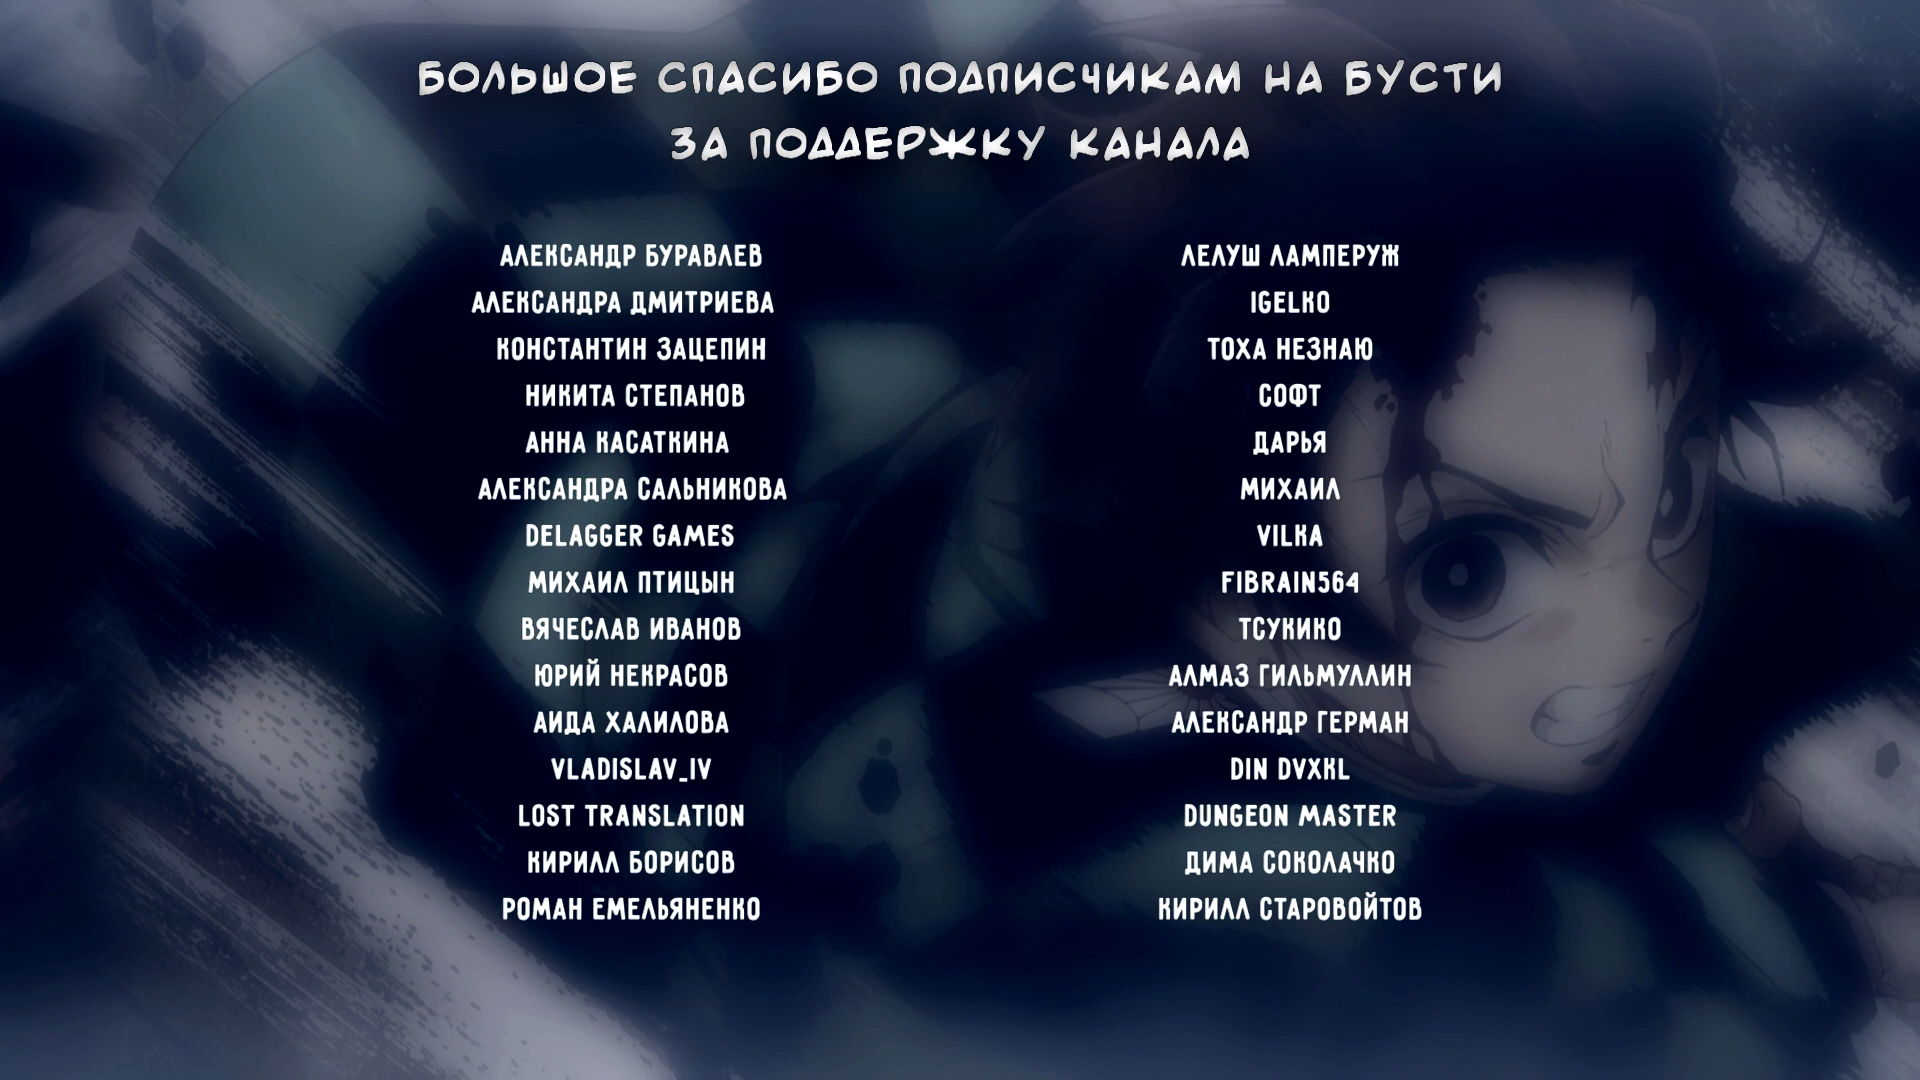 БОЛЬШОЕ СПАСИБО ПОДПИСЧИКАМ НА БУСТИ
ЗА ПОДДЕРЖКУ КАНАЛА
АЛЕКСАНДР БУРАВЛЕВ
АЛЕКСАНДРА ДМИТРИЕВА
КОНСТАНТИН ЗАЦЕПИН
НИКИТА СТЕПАНОВ
АННА КАСАТКИНА
АЛЕКСАНДРА САЛЬНИКОВА
DELAGGER GAMES
МИХАИЛ ПТИЦЫН
ВЯЧЕСЛАВ ИВАНОВ
ЮРИЙ НЕКРАСОВ
АИДА ХАЛИЛОВА
VLADISLAV_IV
LOST TRANSLATION
КИРИЛЛ БОРИСОВ
РОМАН ЕМЕЛЬЯНЕНКО
ЛЕЛУШ ЛАМПЕРУЖ
IGELKO
ТОХА НЕЗНАЮ
СОФТ
ДАРЬЯ
МИХАИЛ
VILKA
FIBRAIN564
ТСУКИКО
АЛМАЗ ГИЛЬМУЛЛИН
АЛЕКСАНДР ГЕРМАН
DIN DVXKL
DUNGEON MASTER
ДИМА СОКОЛАЧКО
КИРИЛЛ СТАРОВОЙТОВ